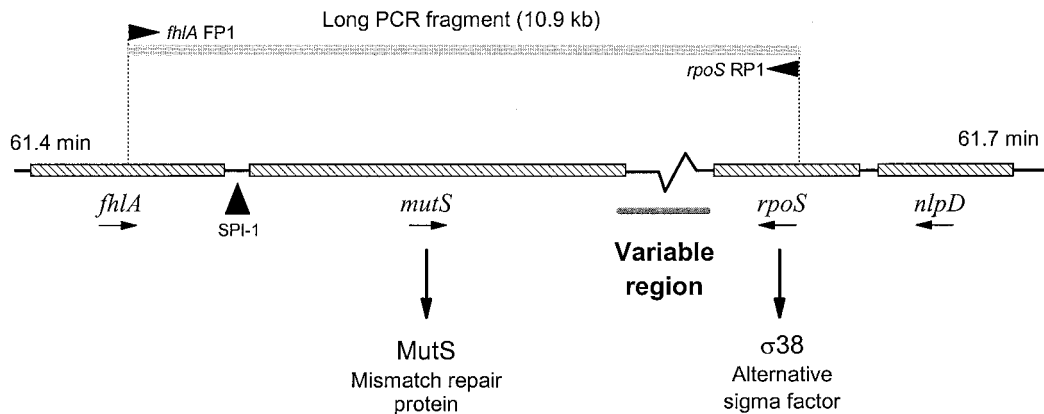 Long PCR fragment (10.9 kb)
fhlA FP1
rpoS RP1
61.4 min
61.7 min
fhlA
mutS
rpoS
nlpD
SPI-1
Variable
region
MutS
Mismatch repair
protein
σ38
Alternative
sigma factor